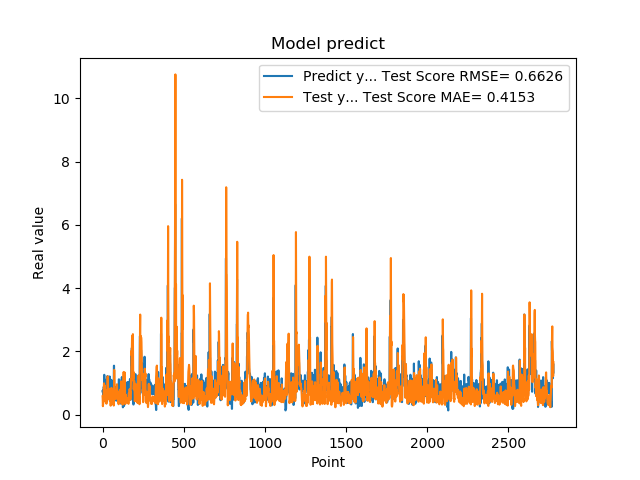 Model predict
Predict y... Test Score RMSE= 0.6626
Test y... Test Score MAE= 0.4153
Real value
10
8
6
4
2
0
0 500 1000 1500 2000 2500
Point